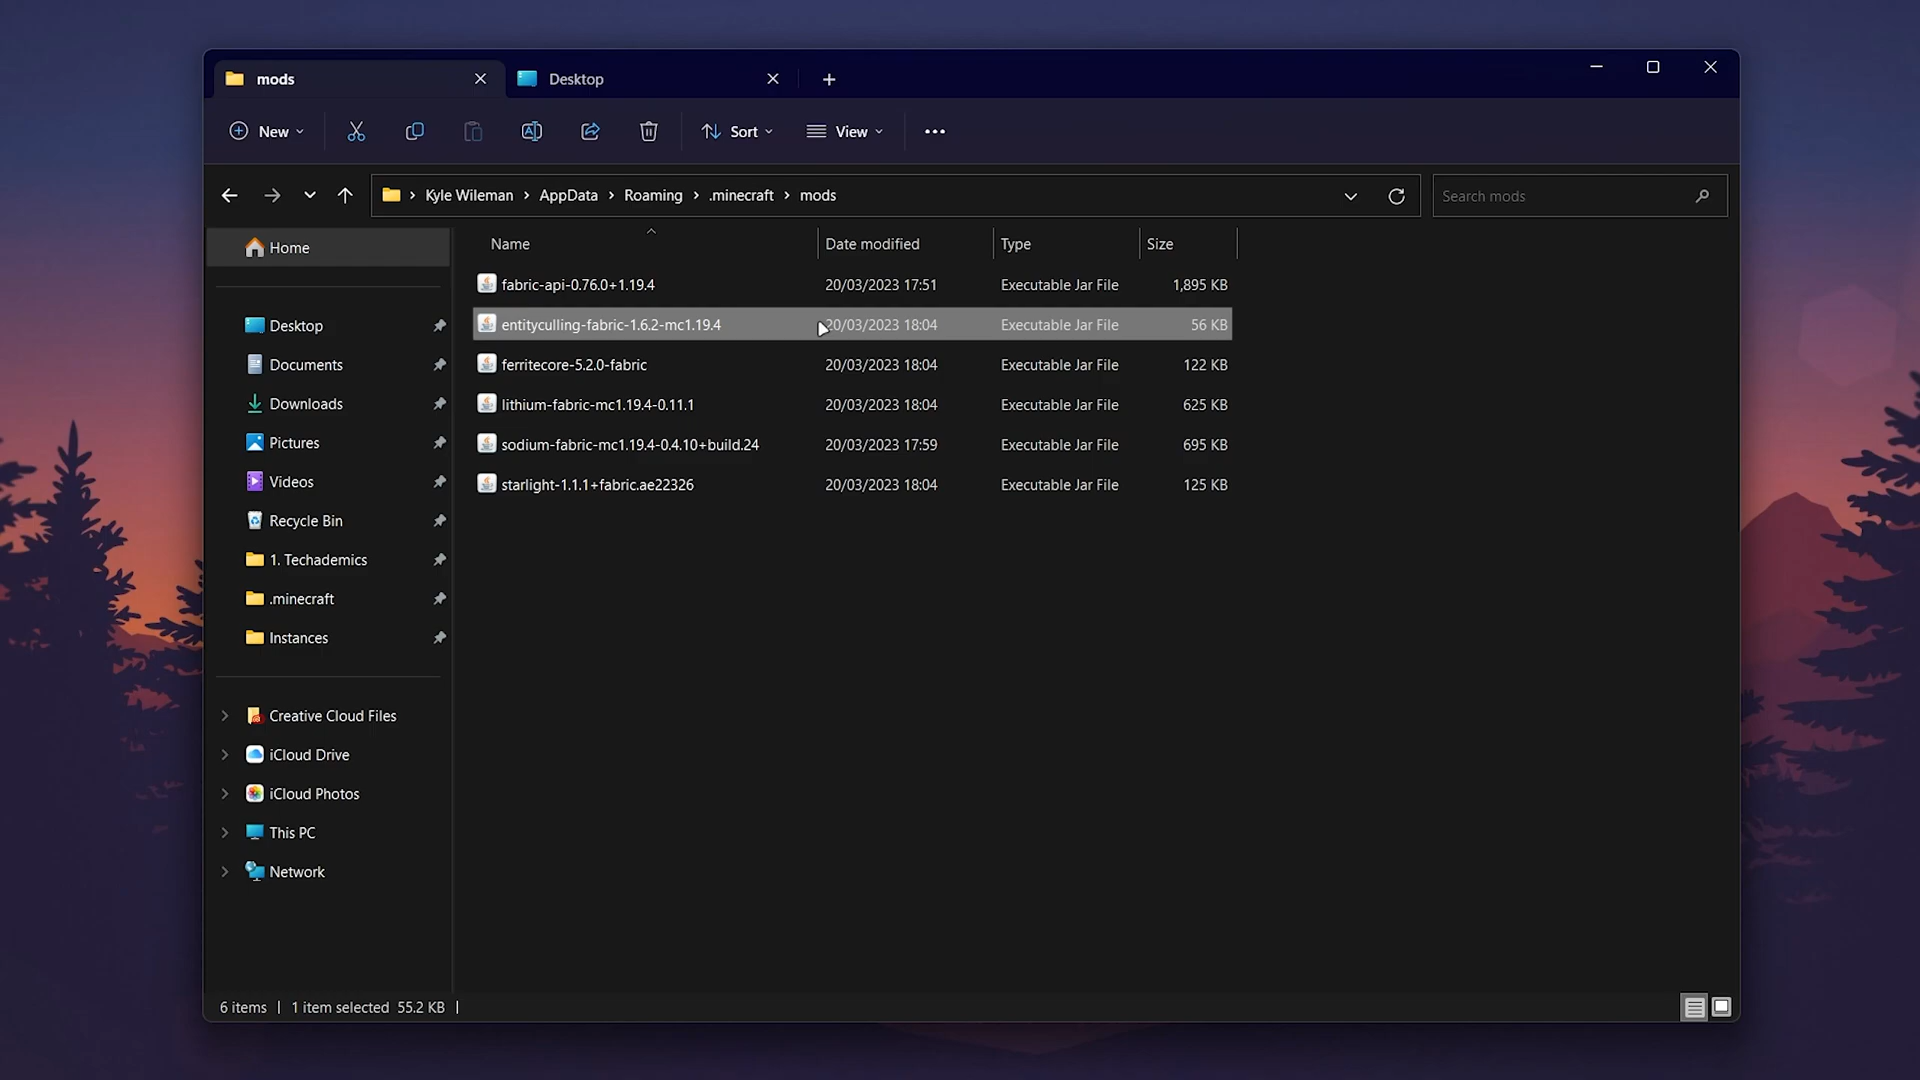 mods
Desktop
New
Sort
View
Kyle Wileman > AppData > Roaming > .minecraft > mods
Search mods
Name Date modified Type Size
Home
Desktop
Documents
Downloads
Pictures
Videos
Recycle Bin
1. Techademics
.minecraft
Instances
Creative Cloud Files
iCloud Drive
iCloud Photos
This PC
Network
fabric-api-0.76.0+1.19.4 20/03/2023 17:51 Executable Jar File 1,895 KB
entityculling-fabric-1.6.2-mc1.19.4 20/03/2023 18:04 Executable Jar File 56 KB
ferritecore-5.2.0-fabric 20/03/2023 18:04 Executable Jar File 122 KB
lithium-fabric-mc1.19.4-0.11.1 20/03/2023 18:04 Executable Jar File 625 KB
sodium-fabric-mc1.19.4-0.4.10+build.24 20/03/2023 17:59 Executable Jar File 695 KB
starlight-1.1.1+fabric.ae22326 20/03/2023 18:04 Executable Jar File 125 KB
6 items | 1 item selected 55.2 KB |